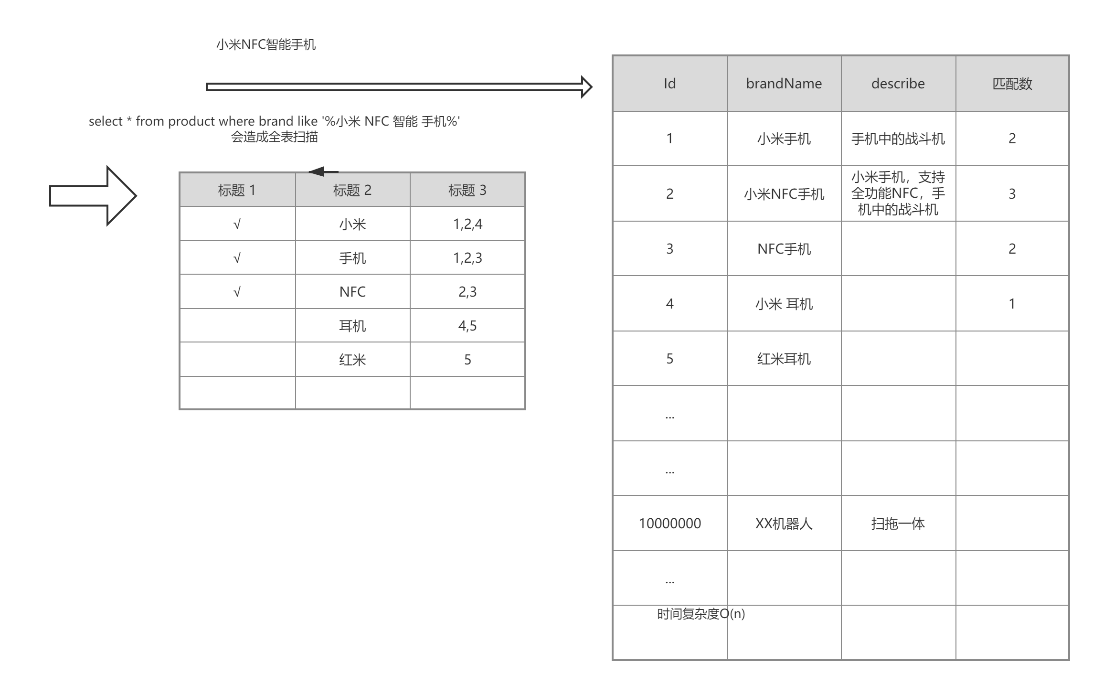 小米NFC智能手机
select * from product where brand like '%小米 NFC 智能 手机%'
会造成全表扫描
标题 1 标题 2 标题 3
√ 小米 1,2,4
√ 手机 1,2,3
√ NFC 2,3
耳机 4,5
红米 5
Id brandName describe 匹配数
1 小米手机 手机中的战斗机 2
2 小米NFC手机 小米手机，支持
全功能NFC，手
机中的战斗机 3
3 NFC手机 2
4 小米 耳机 1
5 红米耳机
...
...
10000000 XX机器人 扫拖一体
...
时间复杂度O(n)